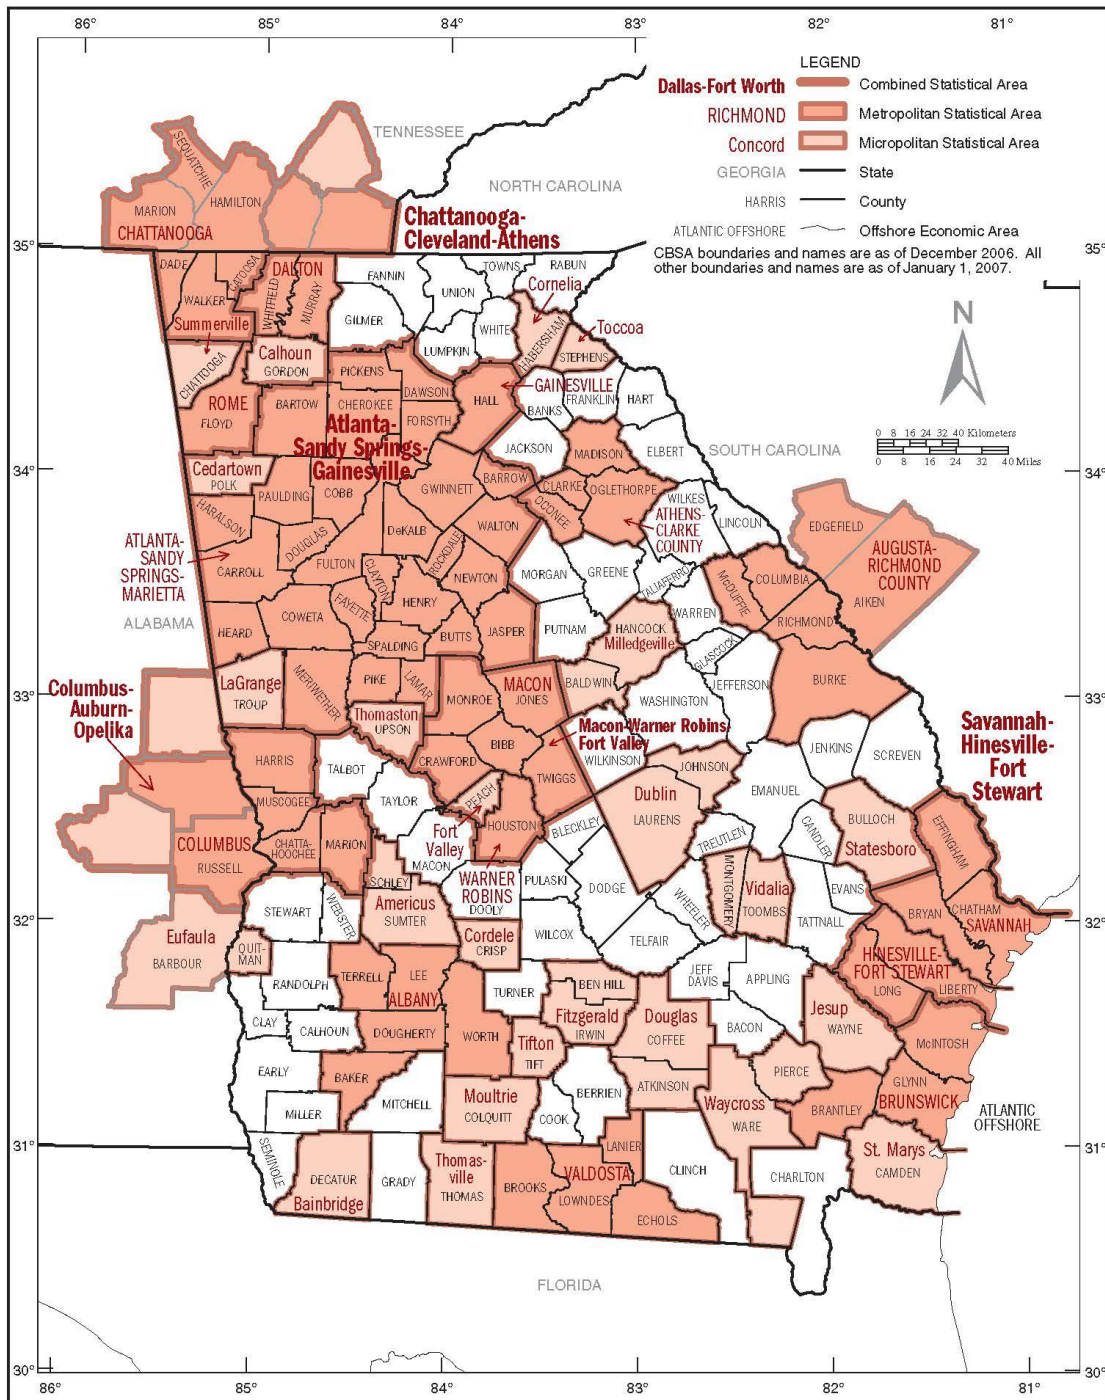 86°
85°
84°
83°
82°
81°
LEGEND
Dallas-Fort Worth
Combined Statistical Area
RICHMOND
Metropolitan Statistical Area
Concord
Micropolitan Statistical Area
GEORGIA
State
HARRIS
County
ATLANTIC OFFSHORE
Offshore Economic Area
CBSA boundaries and names are as of December 2006. All
other boundaries and names are as of January 1, 2007.
N
0 8 16 24 32 40 Kilometers
0 8 16 24 32 40 Miles
TENNESSEE
NORTH CAROLINA
SOUTH CAROLINA
SEQUATCHIE
HAMILTON
MARION
CHATTANOOGA
Chattanooga-
Cleveland-Athens
35°
35°
DADE
CATOOSA
WALKER
WHITFIELD
DALTON
MURRAY
FANNIN
TOWNS
RABUN
UNION
Cornelia
GILMER
WHITE
HABERSHAM
Toccoa
STEPHENS
LUMPKIN
Summerville
CHATTOOGA
Calhoun
GORDON
PICKENS
DAWSON
HALL
GAINESVILLE
BANKS
FRANKLIN
HART
ROME
FLOYD
BARTOW
CHEROKEE
FORSYTH
Atlanta-
Sandy Springs-
Gainesville
JACKSON
MADISON
ELBERT
34°
34°
Cedartown
POLK
PAULDING
COBB
GWINNETT
BARROW
CLARKE
OGLETHORPE
OCONEE
WILKES
LINCOLN
ATHENS-
CLARKE
COUNTY
EDGEFIELD
AUGUSTA-
RICHMOND
COUNTY
AIKEN
HARALSON
DOUGLAS
DeKALB
WALTON
ROCKDALE
ATLANTA-
SANDY
SPRINGS-
MARIETTA
CARROLL
FULTON
CLAYTON
NEWTON
MORGAN
GREENE
TALIAFERRO
McDUFFIE
COLUMBIA
WARREN
RICHMOND
ALABAMA
HEARD
COWETA
FAYETTE
HENRY
SPALDING
BUTTS
JASPER
PUTNAM
HANCOCK
Milledgeville
GLASCOCK
JEFFERSON
BURKE
33°
33°
LaGrange
TROUP
MERIWETHER
PIKE
LAMAR
MONROE
MACON
JONES
BALDWIN
WASHINGTON
Columbus-
Auburn-
Opelika
Thomaston
UPSON
Macon-Warner Robins
Fort Valley
WILKINSON
JENKINS
SCREVEN
Savannah-
Hinesville-
Fort
Stewart
HARRIS
TALBOT
CRAWFORD
BIBB
TWIGGS
JOHNSON
EMANUEL
MUSCOGEE
TAYLOR
PEACH
Dublin
LAURENS
BULLOCH
Statesboro
EFFINGHAM
COLUMBUS
RUSSELL
CHATTA-
HOOCHEE
MARION
Fort
Valley
HOUSTON
BLECKLEY
TREUTLEN
CANDLER
MACON
WARNER
ROBINS
PULASKI
DODGE
MONTGOMERY
SCHLEY
Americus
SUMTER
DOOLY
WHEELER
Vidalia
TOOMBS
EVANS
TATTNALL
BRYAN
CHATHAM
SAVANNAH
32°
32°
STEWART
WEBSTER
Eufaula
BARBOUR
QUIT-
MAN
Cordele
CRISP
WILCOX
TELFAIR
HINESVILLE-
FORT STEWART
LONG
LIBERTY
RANDOLPH
TERRELL
LEE
ALBANY
TURNER
BEN HILL
Fitzgerald
IRWIN
JEFF
DAVIS
APPLING
CLAY
CALHOUN
DOUGHERTY
WORTH
Tifton
TIFT
Douglas
COFFEE
BACON
Jesup
WAYNE
McINTOSH
EARLY
BAKER
MITCHELL
Moultrie
COLQUITT
BERRIEN
ATKINSON
PIERCE
GLYNN
BRUNSWICK
BRANTLEY
ATLANTIC
OFFSHORE
MILLER
COOK
Waycross
WARE
31°
31°
SEMINOLE
DECATUR
Bainbridge
GRADY
Thomas-
ville
THOMAS
BROOKS
LANIER
VALDOSTA
LOWNDES
CLINCH
ECHOLS
CHARLTON
St. Marys
CAMDEN
FLORIDA
30°
30°
86°
85°
84°
83°
82°
81°